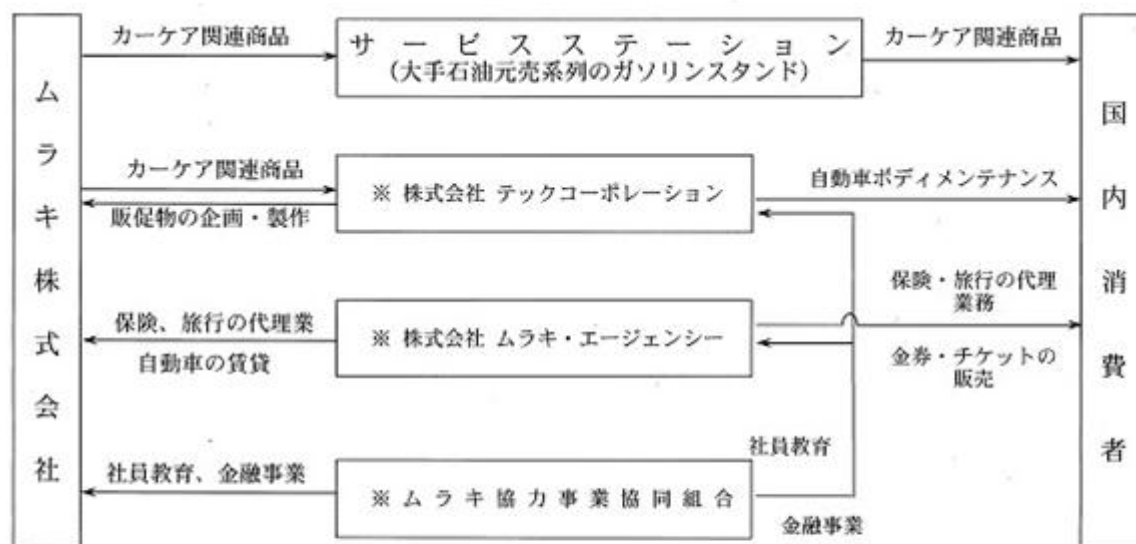 ムラキ株式会社
カーケア関連商品
サービスステーション
(大手石油元売系列のガソリンスタンド)
カーケア関連商品
国内消費者
カーケア関連商品
販促物の企画・製作
※ 株式会社 テックコーポレーション
自動車ボディメンテナンス
保険、旅行の代理業
自動車の賃貸
※ 株式会社 ムラキ・エージェンシー
保険・旅行の代理
業務
金券・チケットの
販売
社員教育、金融事業
※ ムラキ協力事業協同組合
社員教育
金融事業